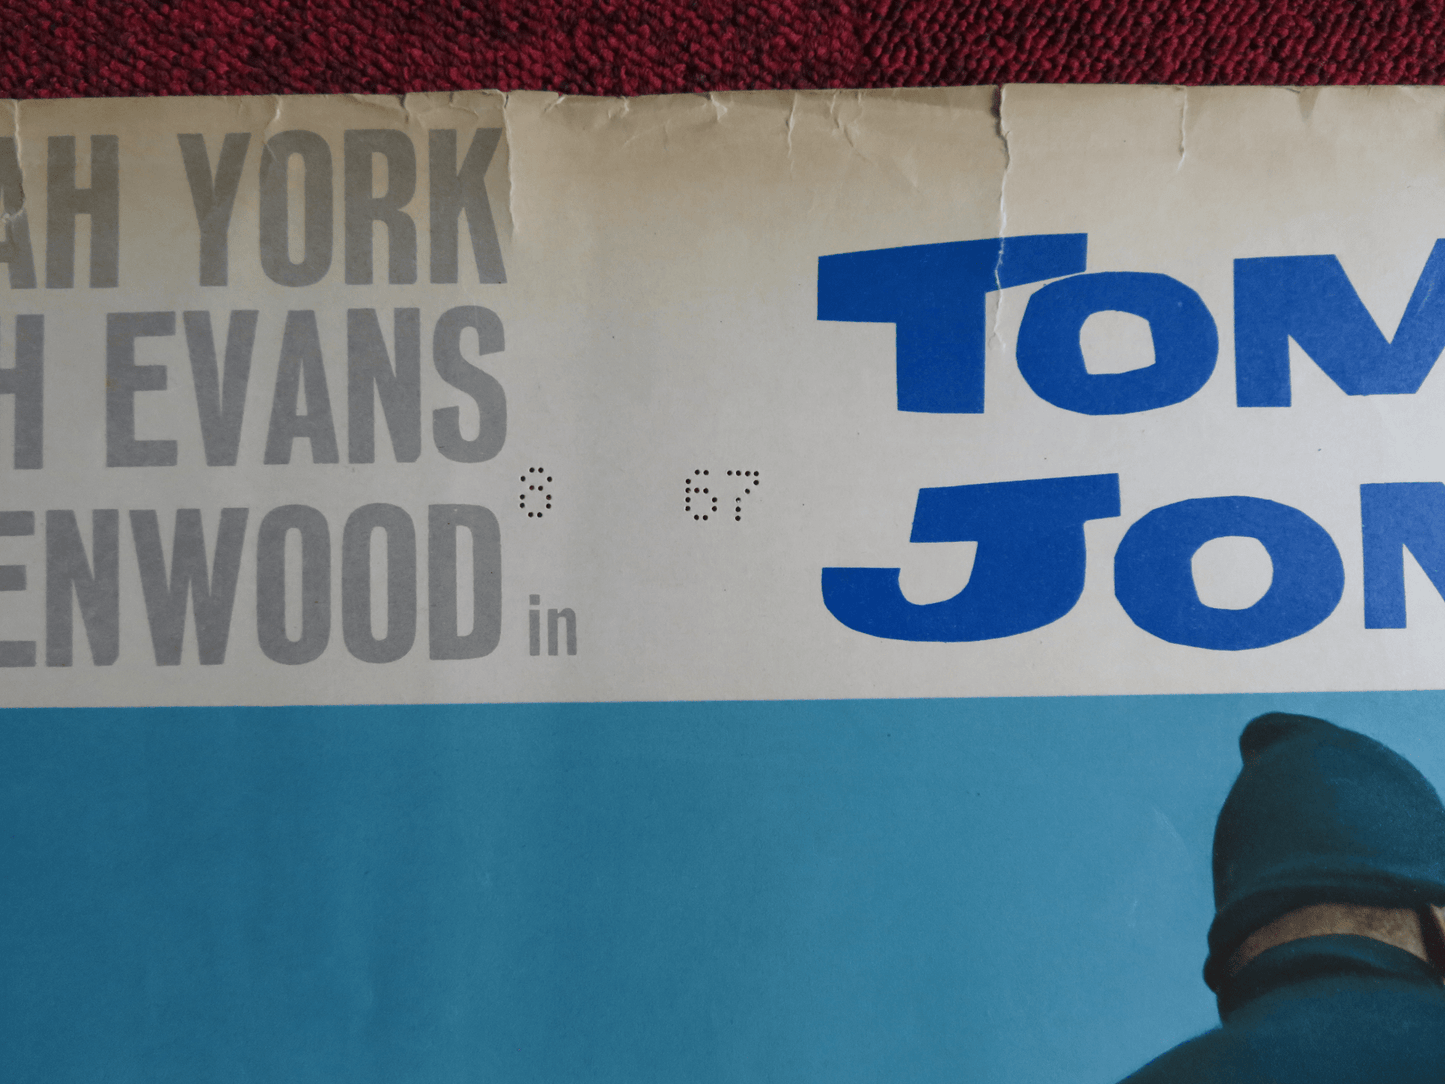 AH YORK
H EVANS
ENWOOD in
8 67
TOM
JON